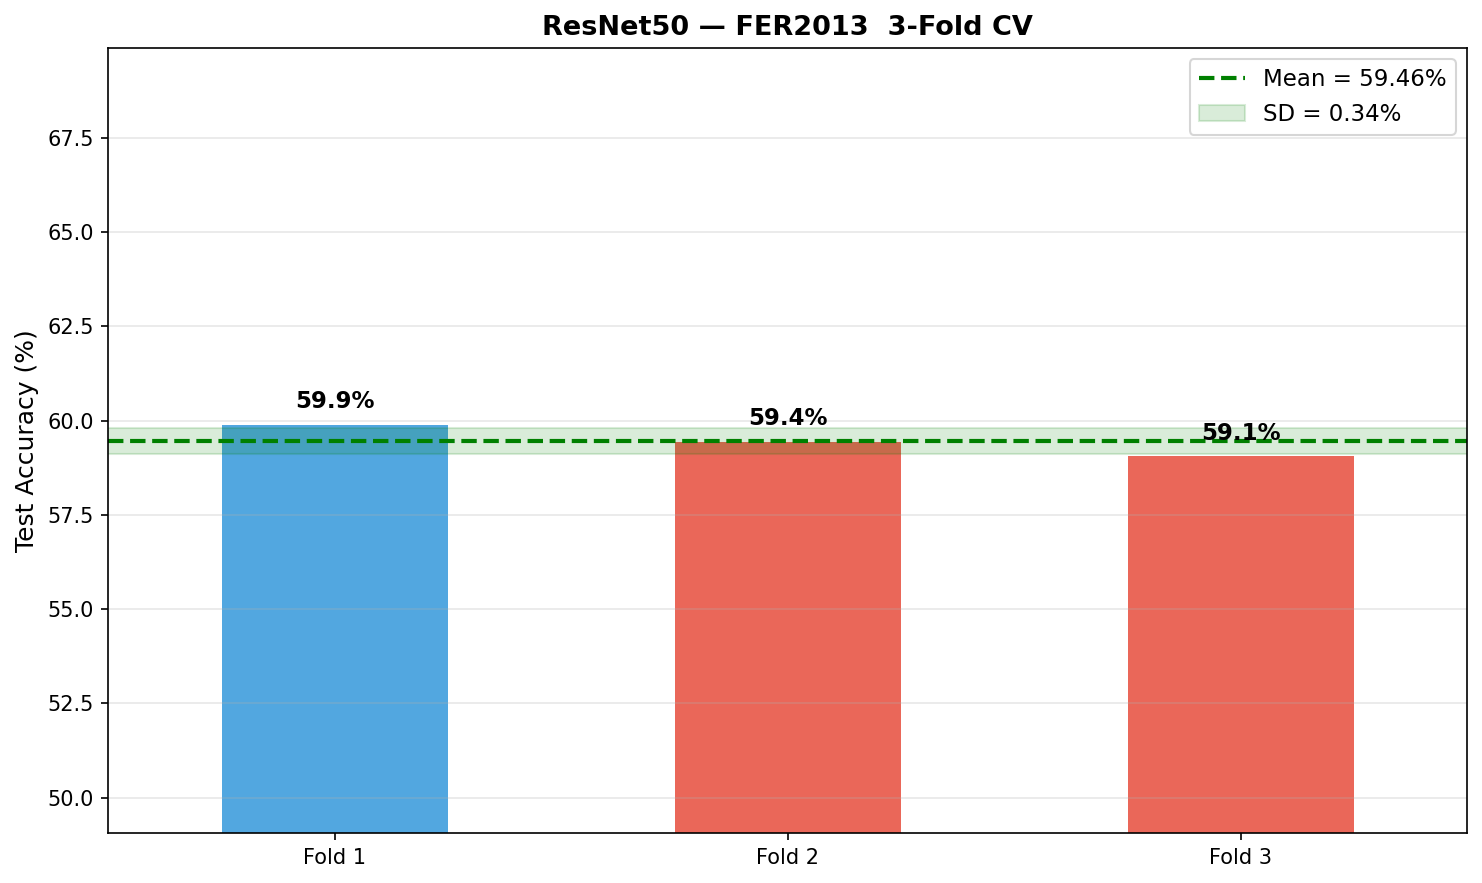 ResNet50 — FER2013  3-Fold CV
Mean = 59.46%
SD = 0.34%
Test Accuracy (%)
67.5
65.0
62.5
60.0
57.5
55.0
52.5
50.0
59.9%
59.4%
59.1%
Fold 1
Fold 2
Fold 3